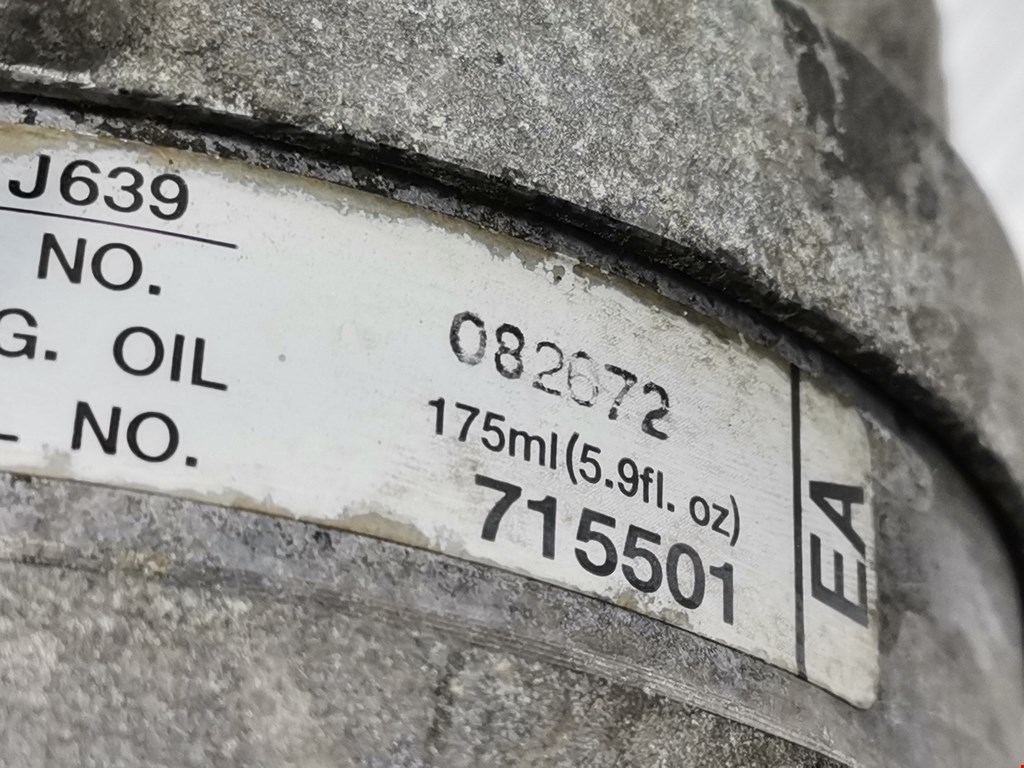 J639
NO. 082672
G. OIL 175ml (5.9fl. oz)
L NO. 715501
EA